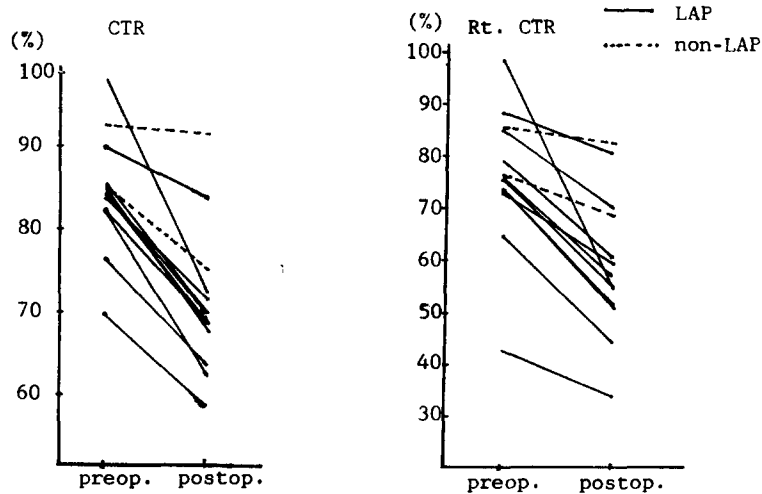 (%)
CTR
100
90
80
70
60
preop.
postop.
(%)
Rt. CTR
LAP
non-LAP
100
90
80
70
60
50
40
30
preop.
postop.